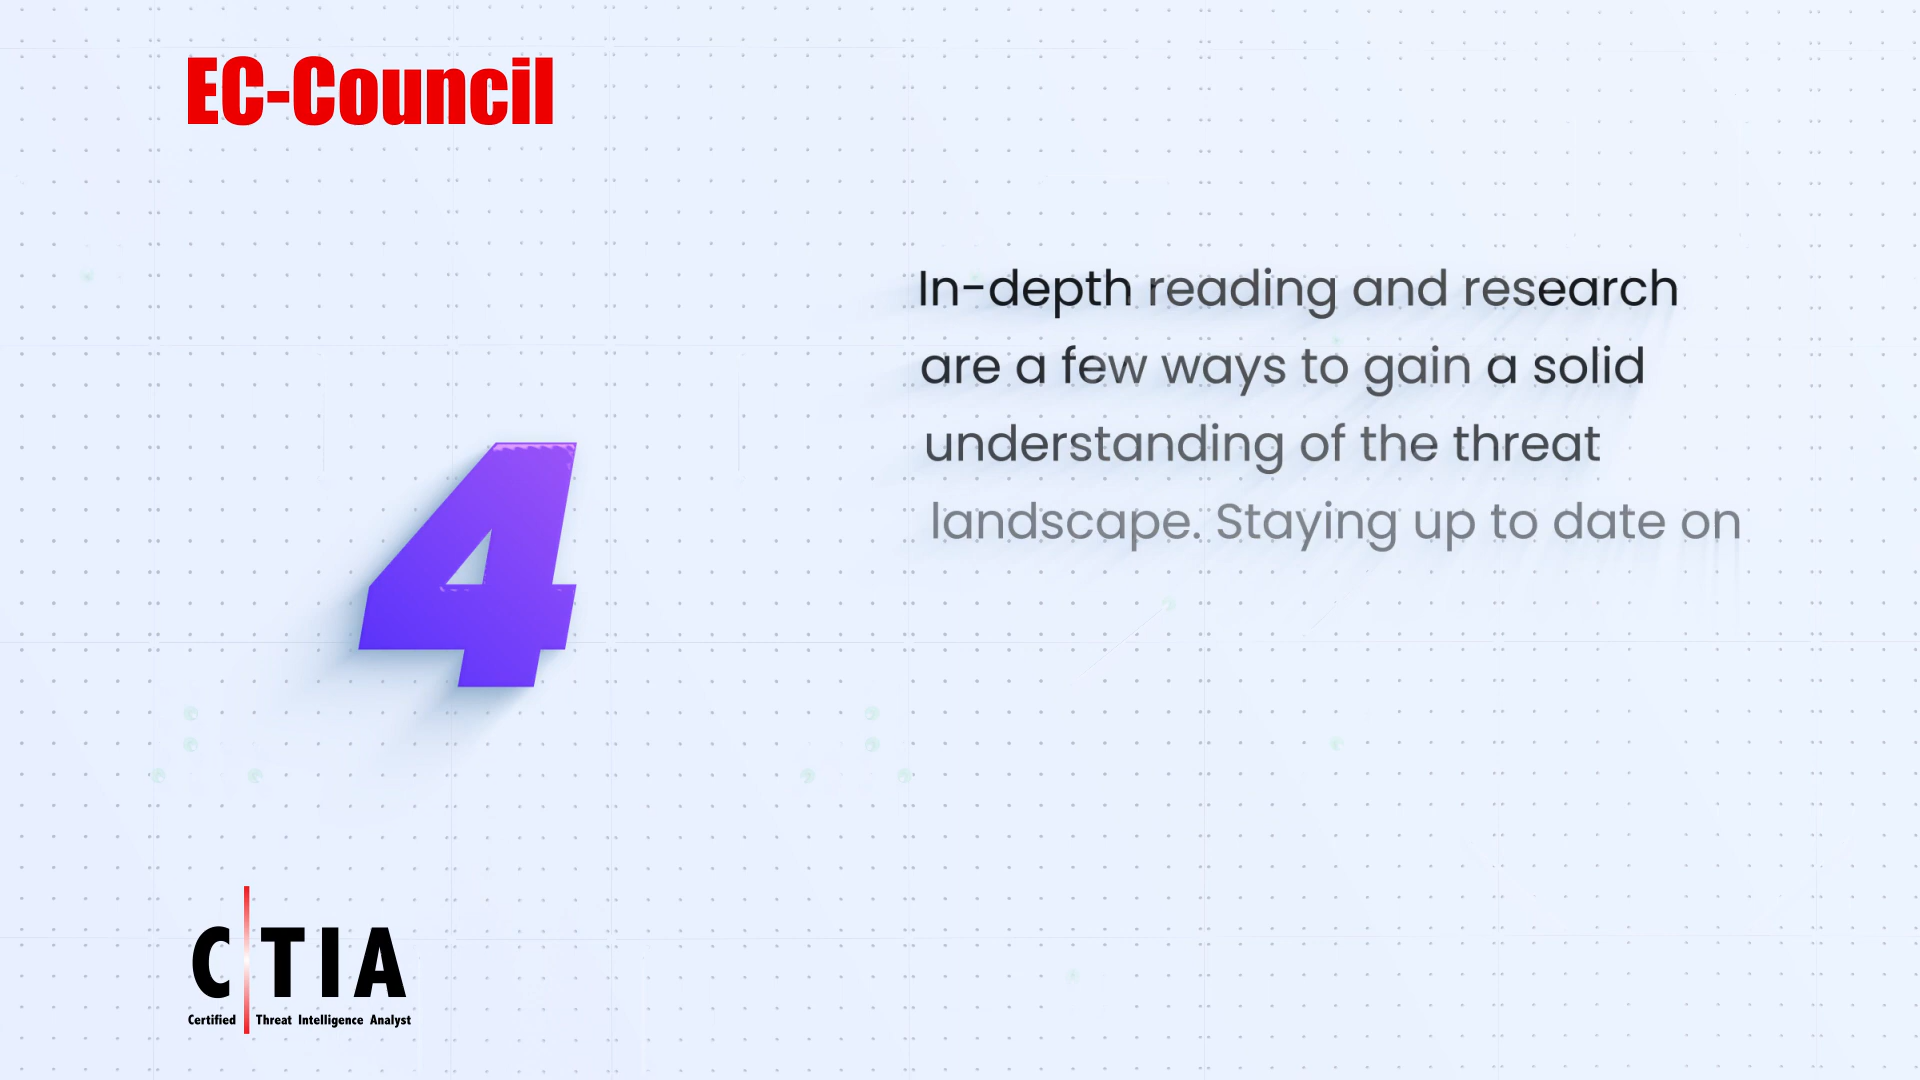 EC-Council
In-depth reading and research
are a few ways to gain a solid
understanding of the threat
landscape. Staying up to date on
4
C TIA
Certified Threat Intelligence Analyst